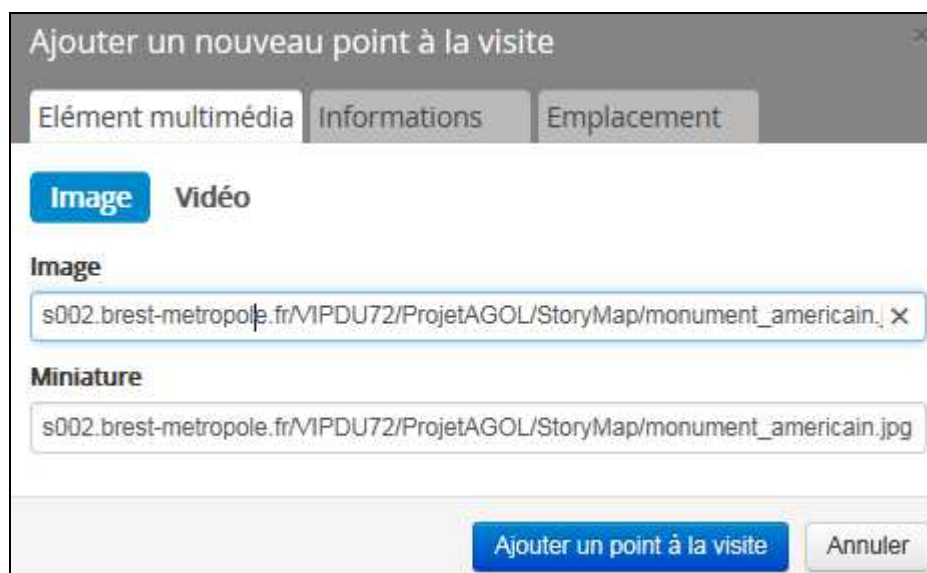 Ajouter un nouveau point à la visite ×
Elément multimédia Informations Emplacement
Image Vidéo
Image
s002.brest-metropole.fr/VIPDU72/ProjetAGOL/StoryMap/monument_americain.j ×
Miniature
s002.brest-metropole.fr/VIPDU72/ProjetAGOL/StoryMap/monument_americain.jpg
Ajouter un point à la visite Annuler